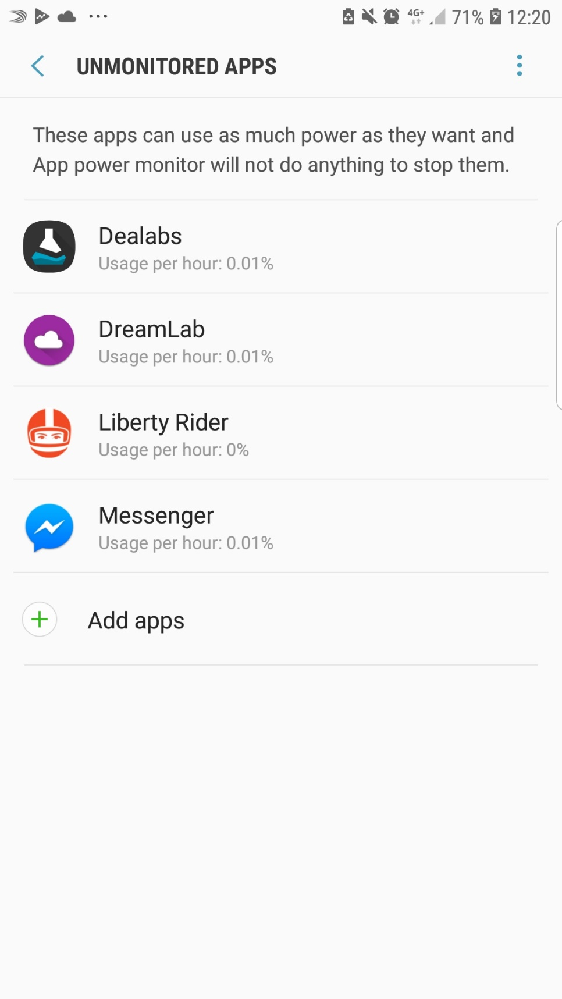 4G+ 71% 12:20
UNMONITORED APPS
These apps can use as much power as they want and
App power monitor will not do anything to stop them.
Dealabs
Usage per hour: 0.01%
DreamLab
Usage per hour: 0.01%
Liberty Rider
Usage per hour: 0%
Messenger
Usage per hour: 0.01%
Add apps